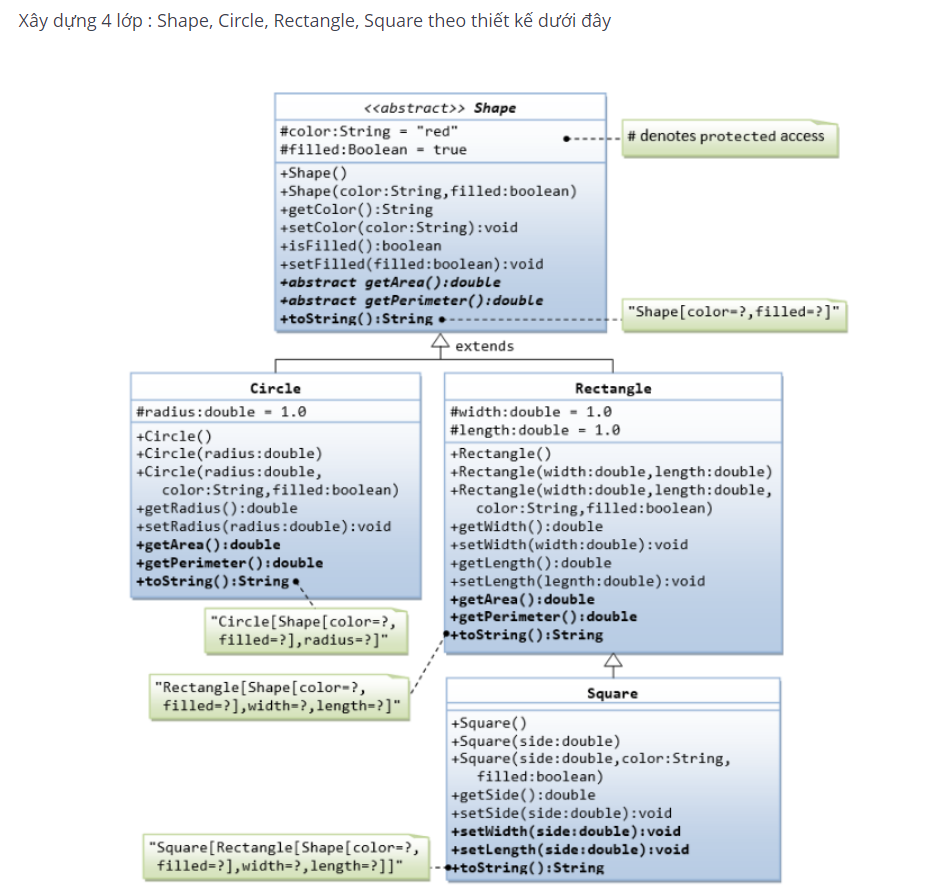 Xây dựng 4 lớp : Shape, Circle, Rectangle, Square theo thiết kế dưới đây
<<abstract>> Shape
#color:String = "red"
#filled:Boolean = true
# denotes protected access
+Shape()
+Shape(color:String,filled:boolean)
+getColor():String
+setColor(color:String):void
+isFilled():boolean
+setFilled(filled:boolean):void
+abstract getArea():double
+abstract getPerimeter():double
+toString():String
"Shape[color=?,filled=?]"
extends
Circle
#radius:double = 1.0
+Circle()
+Circle(radius:double)
+Circle(radius:double,
color:String,filled:boolean)
+getRadius():double
+setRadius(radius:double):void
+getArea():double
+getPerimeter():double
+toString():String
"Circle[Shape[color=?,
filled=?],radius=?]"
Rectangle
#width:double = 1.0
#length:double = 1.0
+Rectangle()
+Rectangle(width:double,length:double)
+Rectangle(width:double,length:double,
color:String,filled:boolean)
+getWidth():double
+setWidth(width:double):void
+getLength():double
+setLength(legnth:double):void
+getArea():double
+getPerimeter():double
+toString():String
"Rectangle[Shape[color=?,
filled=?],width=?,length=?]"
Square
+Square()
+Square(side:double)
+Square(side:double,color:String,
filled:boolean)
+getSide():double
+setSide(side:double):void
+setWidth(side:double):void
+setLength(side:double):void
+toString():String
"Square[Rectangle[Shape[color=?,
filled=?],width=?,length=?]]"